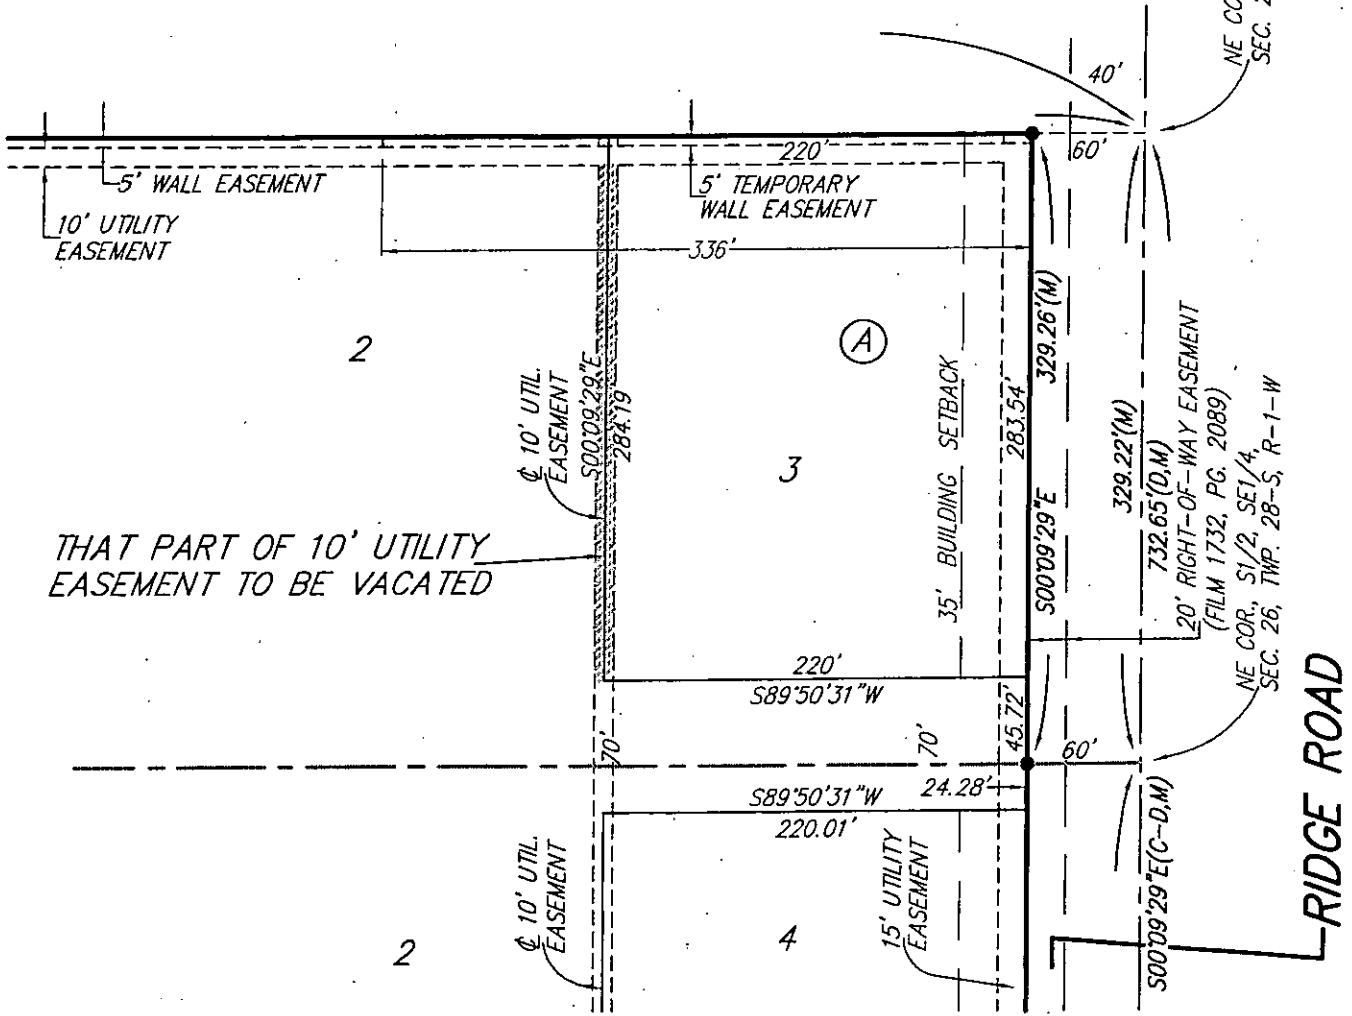 NE CO
SEC. 2
40'
60'
220'
5' WALL EASEMENT
5' TEMPORARY
WALL EASEMENT
10' UTILITY
EASEMENT
336'
2
A
329.26'(M)
₵ 10' UTIL.
EASEMENT
S00°09'29"E
284.19
35' BUILDING SETBACK
283.54'
3
S00°09'29"E
329.22'(M)
732.65'(D,M)
20' RIGHT-OF-WAY EASEMENT
(FILM 1732, PG. 2089)
NE COR., S1/2, SE1/4,
SEC. 26, TWP. 28-S, R-1-W
THAT PART OF 10' UTILITY
EASEMENT TO BE VACATED
220'
S89°50'31"W
45.72'
70'
70'
60'
24.28'
S89°50'31"W
220.01'
₵ 10' UTIL.
EASEMENT
15' UTILITY
EASEMENT
2
4
S00°09'29"E(C-D,M)
RIDGE ROAD